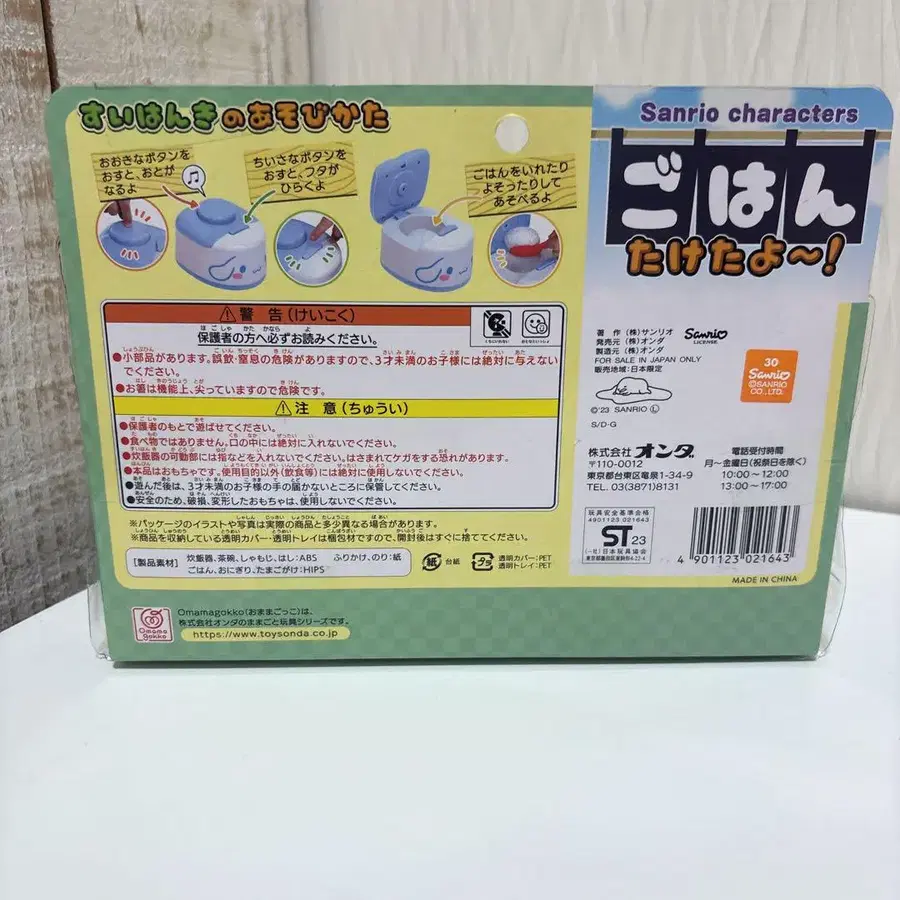 すいはんきのあそびかた
おおきなボタンを
おすと、おとが
なるよ
ちいさなボタンを
おすと、フタが
ひらくよ
ごはんをいれたり
よそったりして
あそべるよ
Sanrio characters
ごはん
たけたよ～!
⚠警 告(けいこく)
保護者の方へ必ずお読みください。
●小部品があります。誤飲・窒息の危険がありますので、3才未満のお子様には絶対に与えない
でください。
●お箸は機能上、尖っていますので危険です。
⚠注 意(ちゅうい)
●保護者のもとで遊ばせてください。
●食べ物ではありません。口の中には絶対に入れないでください。
●炊飯器の可動部には指などを入れないでください。はさまれてケガをする恐れがあります。
●本品はおもちゃです。使用目的以外(飲食等)には絶対に使用しないでください。
●遊んだ後は、3才未満のお子様の手の届かないところに保管してください。
●安全のため、破損、変形したおもちゃは、使用しないでください。
※パッケージのイラストや写真は実際の商品と多少異なる場合があります。
※商品を収納している透明カバー・透明トレイは梱包材ですので、開封後はすぐに捨ててください。
[製品素材]
炊飯器、茶碗、しゃもじ、はし:ABS ふりかけ、のり:紙
ごはん、おにぎり、たまごがけ:HIPS
紙 台紙
プラ
透明カバー:PET
透明トレイ:PET
著 作 (株)サンリオ
発売元 (株)オンダ
製造元 (株)オンダ
FOR SALE IN JAPAN ONLY
販売地域:日本限定
Sanrio
LICENSE
30
Sanrio
©SANRIO
CO., LTD.
©'23 SANRIO Ⓛ
S/D·G
株式会社 オンダ
〒110-0012
東京都台東区竜泉1-34-9
TEL. 03(3871)8131
電話受付時間
月～金曜日(祝祭日を除く)
10:00～12:00
13:00～17:00
玩具安全基準合格
4901123 021643
ST 23
(一社)日本玩具協会
東京都墨田区東駒形4-22-4
4 901123 021643
MADE IN CHINA
Omama
Gokko
Omamagokko(おままごっこ)は、
株式会社オンダのままごと玩具シリーズです。
https://www.toysonda.co.jp